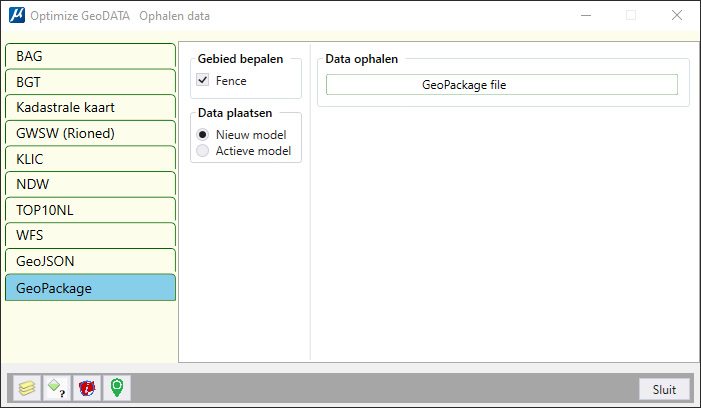 Optimize GeoDATA Ophalen data
BAG
BGT
Kadastrale kaart
GWSW (Rioned)
KLIC
NDW
TOP10NL
WFS
GeoJSON
GeoPackage
Gebied bepalen
Fence
Data plaatsen
Nieuw model
Actieve model
Data ophalen
GeoPackage file
?
Sluit